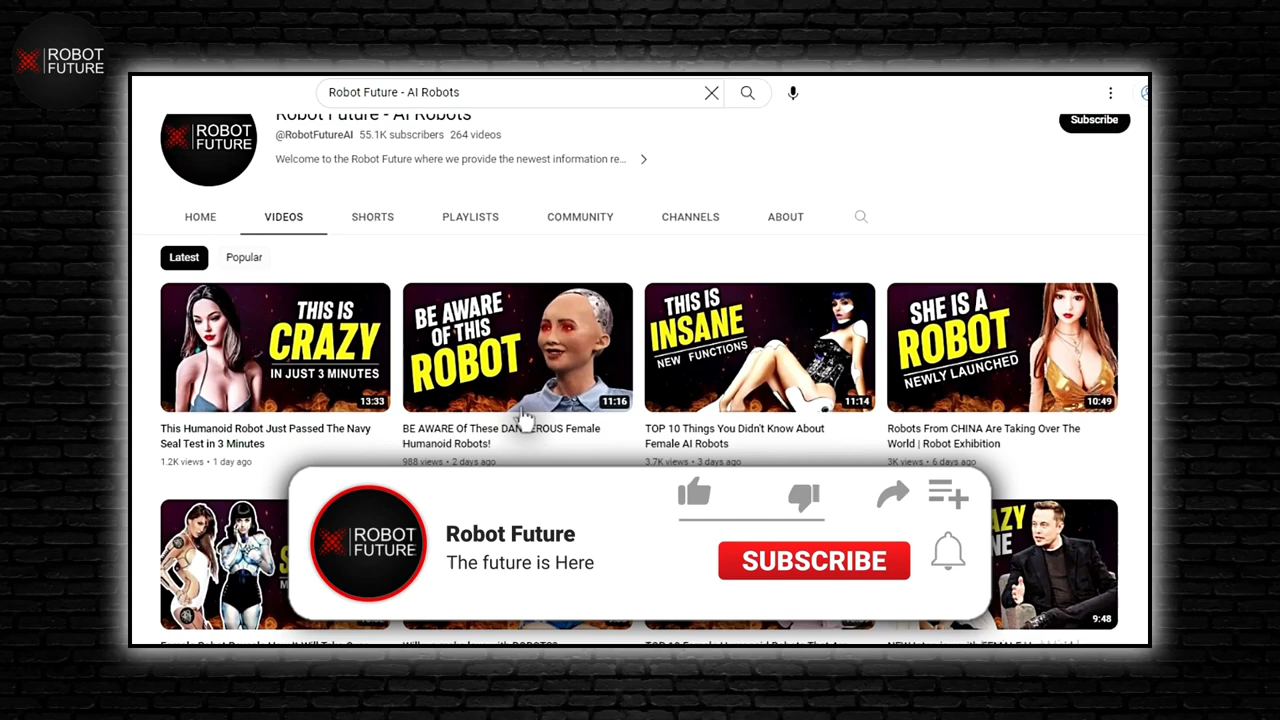 ROBOT
FUTURE
Robot Future - AI Robots
Robot Future - AI Robots
Subscribe
@RobotFutureAI 55.1K subscribers 264 videos
ROBOT
FUTURE
Welcome to the Robot Future where we provide the newest information re...
HOME VIDEOS SHORTS PLAYLISTS COMMUNITY CHANNELS ABOUT
Latest Popular
THIS IS
CRAZY
IN JUST 3 MINUTES
13:33
BE AWARE
OF THIS
ROBOT
11:16
THIS IS
INSANE
NEW FUNCTIONS
11:14
SHE IS A
ROBOT
NEWLY LAUNCHED
10:49
This Humanoid Robot Just Passed The Navy
Seal Test in 3 Minutes
1.2K views • 1 day ago
BE AWARE Of These DANGEROUS Female
Humanoid Robots!
988 views • 2 days ago
TOP 10 Things You Didn't Know About
Female AI Robots
3.7K views • 3 days ago
Robots From CHINA Are Taking Over The
World | Robot Exhibition
3K views • 6 days ago
ROBOT
FUTURE
Robot Future
The future is Here
SUBSCRIBE
9:48